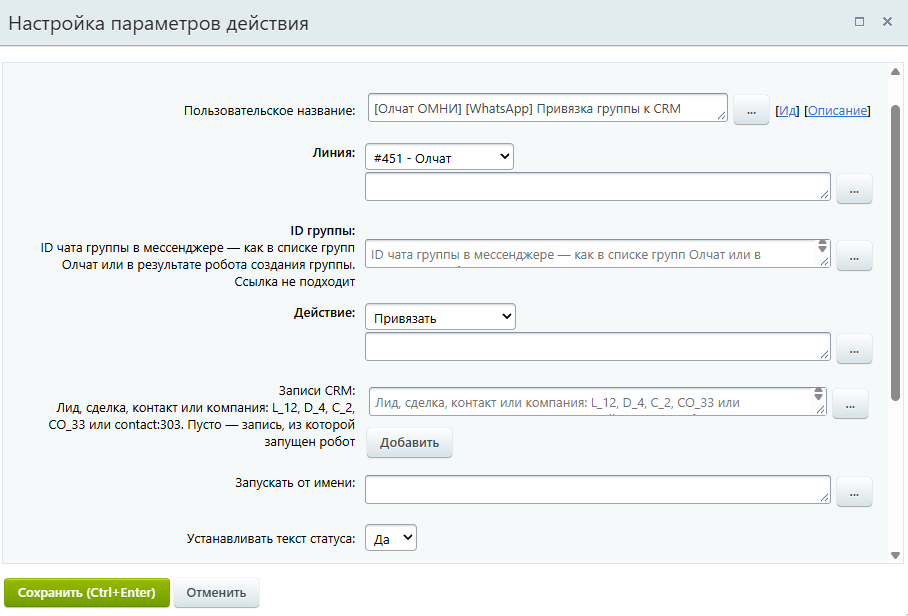 Настройка параметров действия
Пользовательское название:
[Олчат ОМНИ] [WhatsApp] Привязка группы к CRM
...
[Ид] [Описание]
Линия:
#451 - Олчат
...
ID группы:
ID чата группы в мессенджере — как в списке групп
Олчат или в результате робота создания группы.
Ссылка не подходит
ID чата группы в мессенджере — как в списке групп Олчат или в
...
Действие:
Привязать
...
Записи CRM:
Лид, сделка, контакт или компания: L_12, D_4, C_2,
CO_33 или contact:303. Пусто — запись, из которой
запущен робот
Лид, сделка, контакт или компания: L_12, D_4, C_2, CO_33 или
...
Добавить
Запускать от имени:
...
Устанавливать текст статуса:
Да
Сохранить (Ctrl+Enter)
Отменить